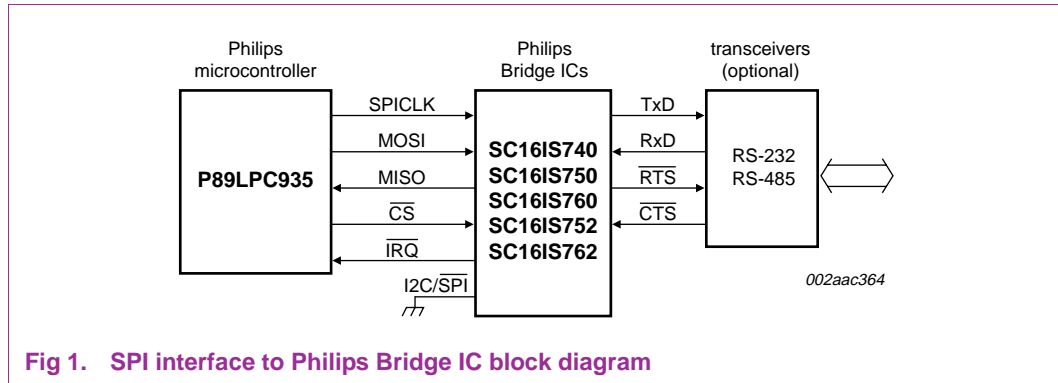 Philips
microcontroller
Philips
Bridge ICs
transceivers
(optional)
P89LPC935
SPICLK
MOSI
MISO
CS
IRQ
I2C/SPI
SC16IS740
SC16IS750
SC16IS760
SC16IS752
SC16IS762
TxD
RxD
RTS
CTS
RS-232
RS-485
002aac364
Fig 1. SPI interface to Philips Bridge IC block diagram